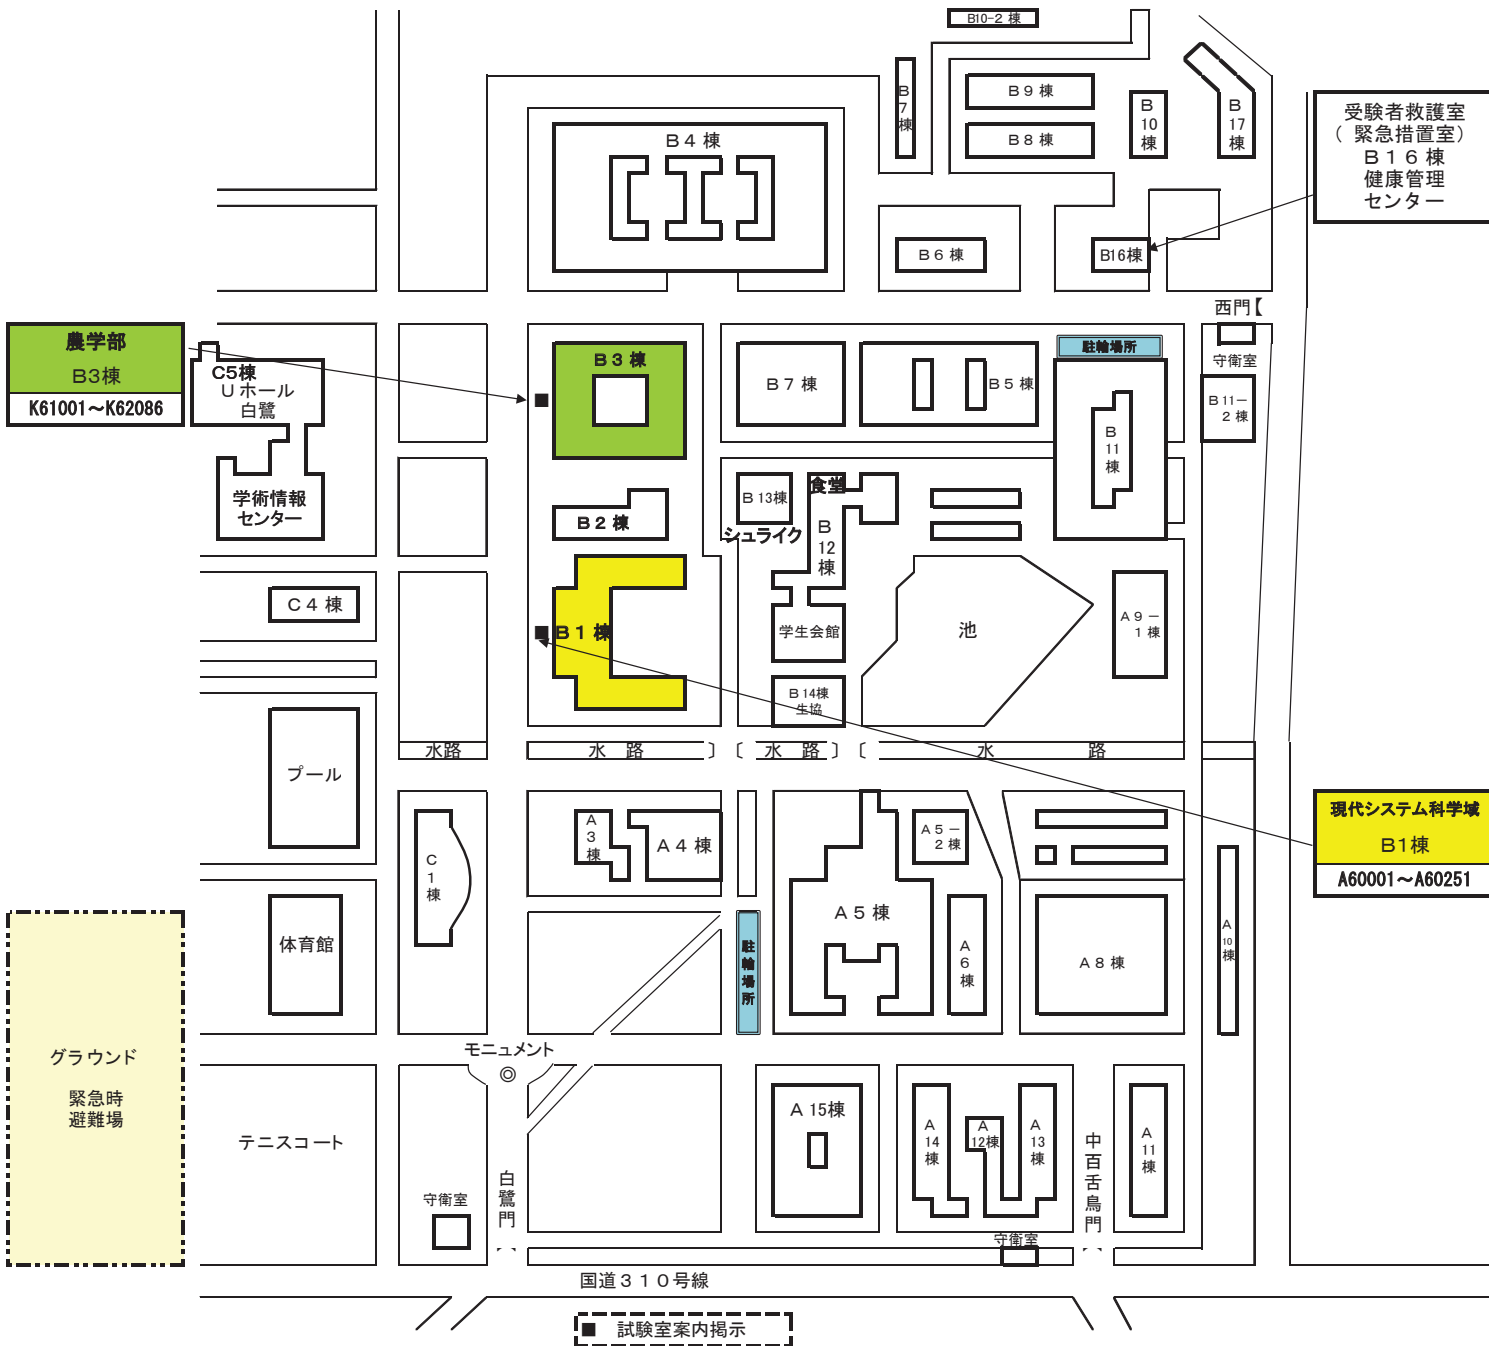 B10-2 棟
B
7
棟
B 9 棟
B 8 棟
B
10
棟
B
17
棟
受験者救護室
( 緊急措置室)
B 1 6 棟
健康管理
センター
B 4 棟
B 6 棟
B16棟
西門【
守衛室
農学部
B3棟
K61001～K62086
C5棟
Uホール
白鷺
学術情報
センター
■
B 3 棟
B 7 棟
B 5 棟
駐輪場所
B
11
棟
B 11－
2 棟
B 2 棟
B 13棟
シュライク
食堂
B
12
棟
C 4 棟
■B 1 棟
学生会館
B 14棟
生協
池
A 9 －
1 棟
水路
水 路
〕〔
水 路
〕〔
水 路
プール
C
1
棟
A
3
棟
A 4 棟
A 5－
2 棟
現代システム科学域
B1棟
A60001～A60251
体育館
駐輪場所
A 5 棟
A
6
棟
A 8 棟
A
10
棟
グラウンド
緊急時
避難場
モニュメント
◎
テニスコート
A 15棟
A
14
棟
A
12棟
A
13
棟
中百舌鳥門
A
11
棟
白鷺門
守衛室
守衛室
国道３１０号線
■ 試験室案内掲示